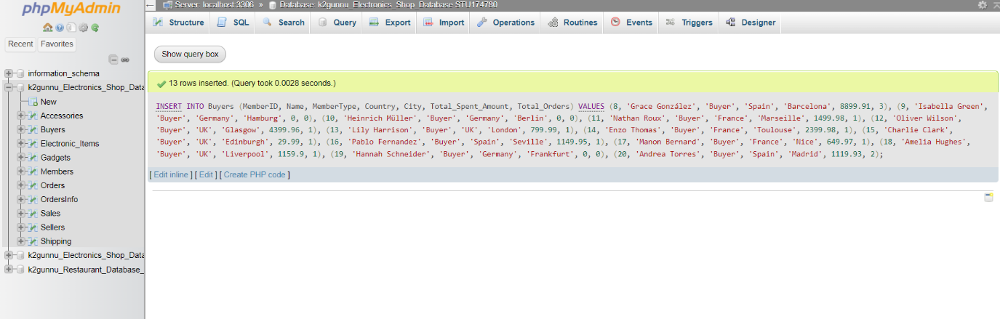 phpMyAdmin
Recent Favorites
information_schema
k2gunnu_Electronics_Shop_Data
New
Accessories
Buyers
Electronic_Items
Gadgets
Members
Orders
OrdersInfo
Sales
Sellers
Shipping
k2gunnu_Electronics_Shop_Data
k2gunnu_Restaurant_Database_
Server: localhost:3306 » Database: k2gunnu_Electronics_Shop_Database STU174780
Structure SQL Search Query Export Import Operations Routines Events Triggers Designer
Show query box
13 rows inserted. (Query took 0.0028 seconds.)
INSERT INTO Buyers (MemberID, Name, MemberType, Country, City, Total_Spent_Amount, Total_Orders) VALUES (8, 'Grace González', 'Buyer', 'Spain', 'Barcelona', 8899.91, 3), (9, 'Isabella Green',
'Buyer', 'Germany', 'Hamburg', 0, 0), (10, 'Heinrich Müller', 'Buyer', 'Germany', 'Berlin', 0, 0), (11, 'Nathan Roux', 'Buyer', 'France', 'Marseille', 1499.98, 1), (12, 'Oliver Wilson',
'Buyer', 'UK', 'Glasgow', 4399.96, 1), (13, 'Lily Harrison', 'Buyer', 'UK', 'London', 799.99, 1), (14, 'Enzo Thomas', 'Buyer', 'France', 'Toulouse', 2399.98, 1), (15, 'Charlie Clark',
'Buyer', 'UK', 'Edinburgh', 29.99, 1), (16, 'Pablo Fernandez', 'Buyer', 'Spain', 'Seville', 1149.95, 1), (17, 'Manon Bernard', 'Buyer', 'France', 'Nice', 649.97, 1), (18, 'Amelia Hughes',
'Buyer', 'UK', 'Liverpool', 1159.9, 1), (19, 'Hannah Schneider', 'Buyer', 'Germany', 'Frankfurt', 0, 0), (20, 'Andrea Torres', 'Buyer', 'Spain', 'Madrid', 1119.93, 2);
[ Edit inline ] [ Edit ] [ Create PHP code ]